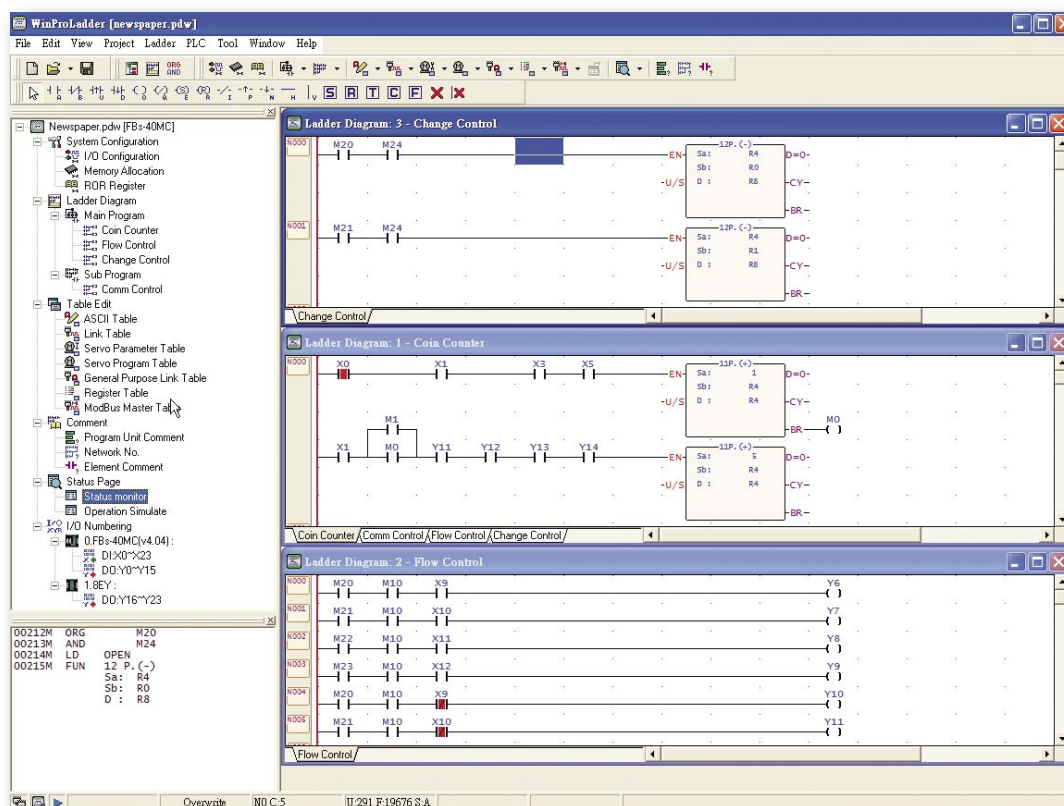 WinProLadder [newspaper.pdw]
File Edit View Project Ladder PLC Tool Window Help
ORG
AND
A B U D O Q E R I P N H V S R T C F
Newspaper.pdw [FBs-40MC]
System Configuration
I/O Configuration
Memory Allocation
ROR Register
Ladder Diagram
Main Program
Coin Counter
Flow Control
Change Control
Sub Program
Comm Control
Table Edit
ASCII Table
Link Table
Servo Parameter Table
Servo Program Table
General Purpose Link Table
Register Table
ModBus Master Table
Comment
Program Unit Comment
Network No.
Element Comment
Status Page
Status monitor
Operation Simulate
I/O Numbering
0.FBs-40MC(v4.04) :
DI:X0~X23
DO:Y0~Y15
1.8EY :
DO:Y16~Y23
00212M ORG M20
00213M AND M24
00214M LD OPEN
00215M FUN 12 P.(-)
Sa: R4
Sb: R0
D : R8
Ladder Diagram: 3 - Change Control
N000 M20 M24 12P.(-)
EN Sa: R4 D=0
Sb: R0
U/S D : R8 CY
BR
N001 M21 M24 12P.(-)
EN Sa: R4 D=0
Sb: R1
U/S D : R8 CY
BR
Change Control
Ladder Diagram: 1 - Coin Counter
N000 X0 X1 X3 X5 11P.(+)
EN Sa: 1 D=0
Sb: R4
U/S D : R4 CY
M1 BR M0
X1 M0 Y11 Y12 Y13 Y14 11P.(+)
EN Sa: 5 D=0
Sb: R4
U/S D : R4 CY
BR
Coin Counter Comm Control Flow Control Change Control
Ladder Diagram: 2 - Flow Control
N000 M20 M10 X9 Y6
N001 M21 M10 X10 Y7
N002 M22 M10 X11 Y8
N003 M23 M10 X12 Y9
N004 M20 M10 X9 Y10
N005 M21 M10 X10 Y11
Flow Control
Overwrite N0 C:5 U:291 F:19676 S:A